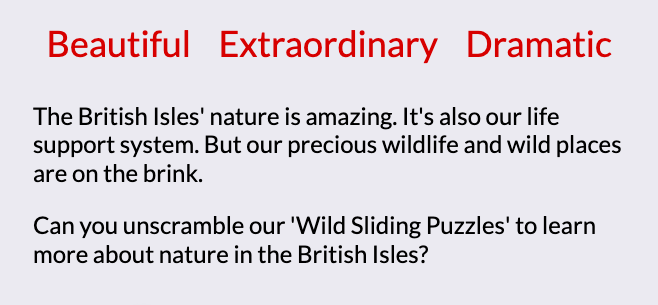 Beautiful Extraordinary Dramatic
The British Isles' nature is amazing. It's also our life
support system. But our precious wildlife and wild places
are on the brink.
Can you unscramble our 'Wild Sliding Puzzles' to learn
more about nature in the British Isles?